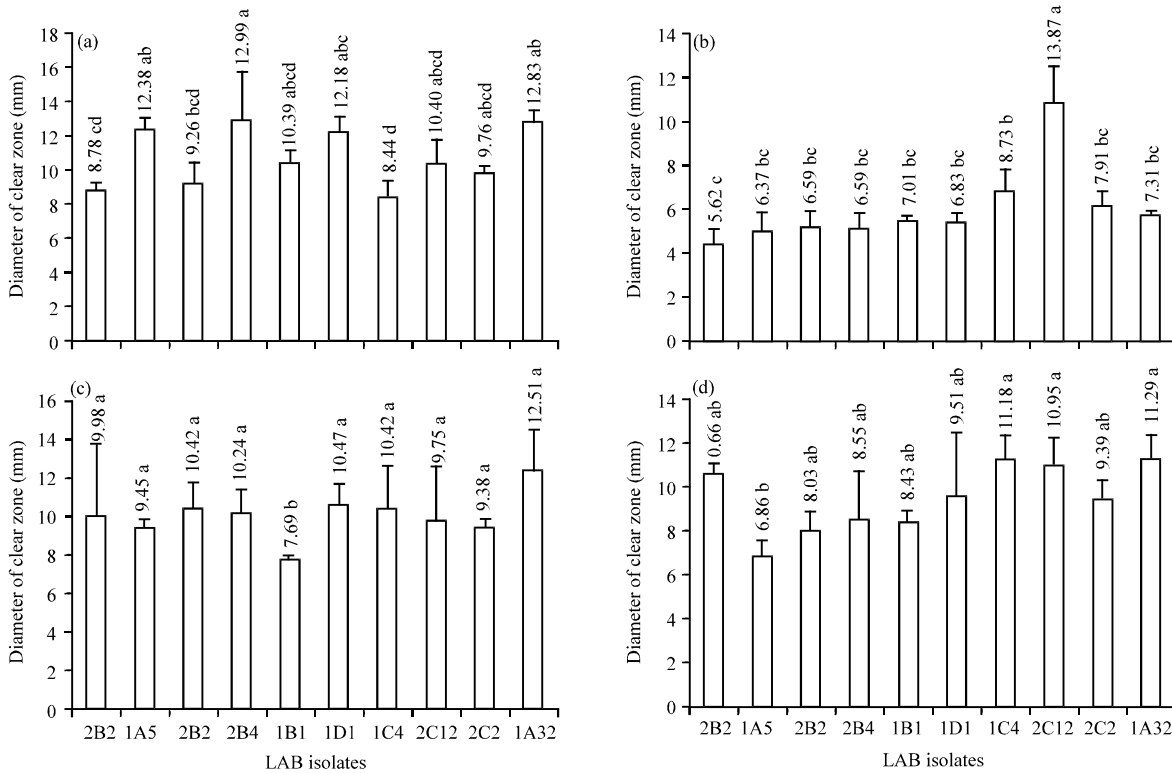 (a)
Diameter of clear zone (mm)
18
16
14
12
10
8
6
4
2
0
8.78 cd
12.38 ab
9.26 bcd
12.99 a
10.39 abcd
12.18 abc
8.44 d
10.40 abcd
9.76 abcd
12.83 ab
(b)
Diameter of clear zone (mm)
14
12
10
8
6
4
2
0
5.62 c
6.37 bc
6.59 bc
6.59 bc
7.01 bc
6.83 bc
8.73 b
13.87 a
7.91 bc
7.31 bc
(c)
Diameter of clear zone (mm)
16
14
12
10
8
6
4
2
0
9.98 a
9.45 a
10.42 a
10.24 a
7.69 b
10.47 a
10.42 a
9.75 a
9.38 a
12.51 a
2B2 1A5 2B2 2B4 1B1 1D1 1C4 2C12 2C2 1A32
LAB isolates
(d)
Diameter of clear zone (mm)
14
12
10
8
6
4
2
0
10.66 ab
6.86 b
8.03 ab
8.55 ab
8.43 ab
9.51 ab
11.18 a
10.95 a
9.39 ab
11.29 a
2B2 1A5 2B2 2B4 1B1 1D1 1C4 2C12 2C2 1A32
LAB isolates